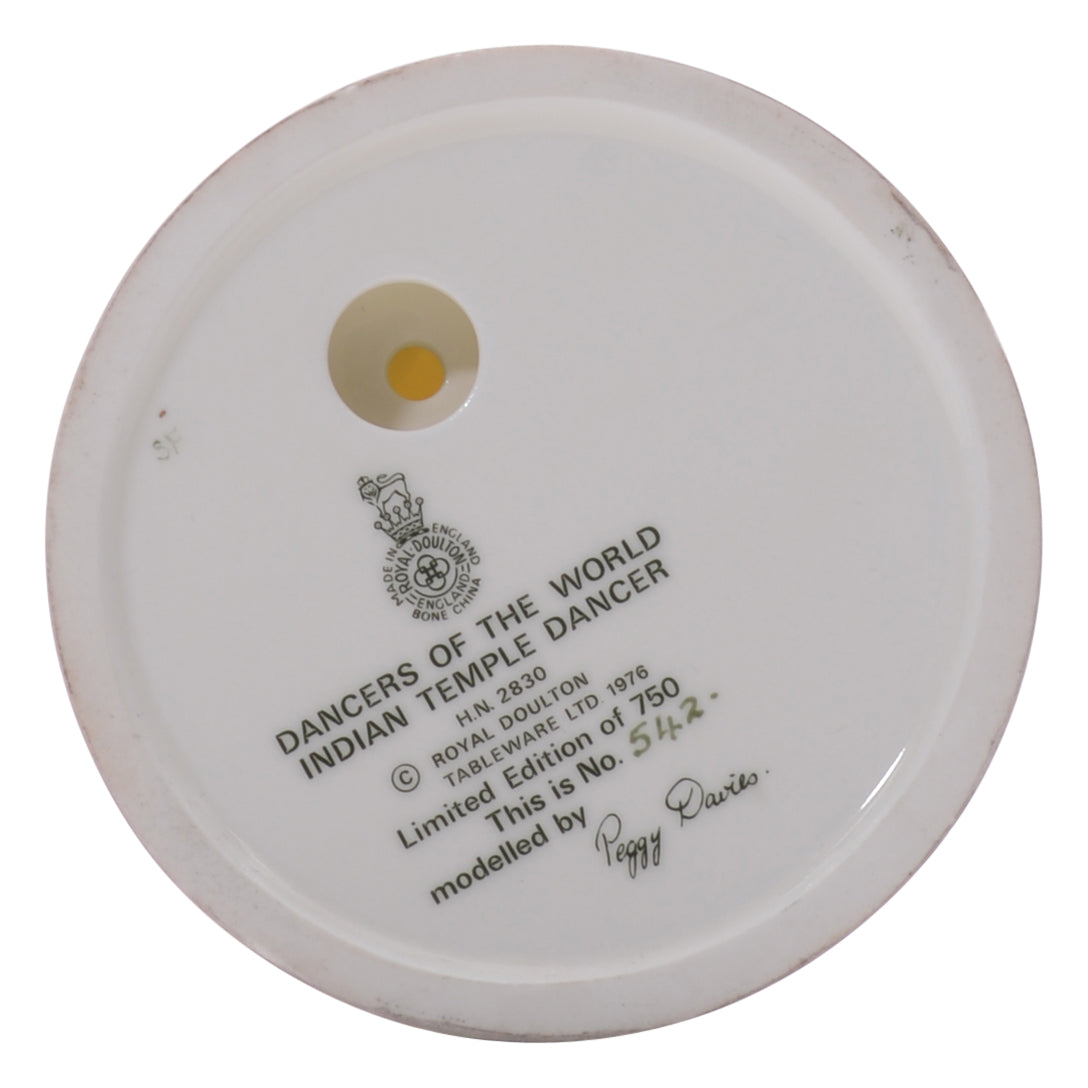 MADE IN ENGLAND
ROYAL·DOULTON
ENGLAND
BONE CHINA
DANCERS OF THE WORLD
INDIAN TEMPLE DANCER
H.N. 2830
© ROYAL DOULTON
TABLEWARE LTD. 1976
Limited Edition of 750
This is No. 542.
modelled by Peggy Davies.